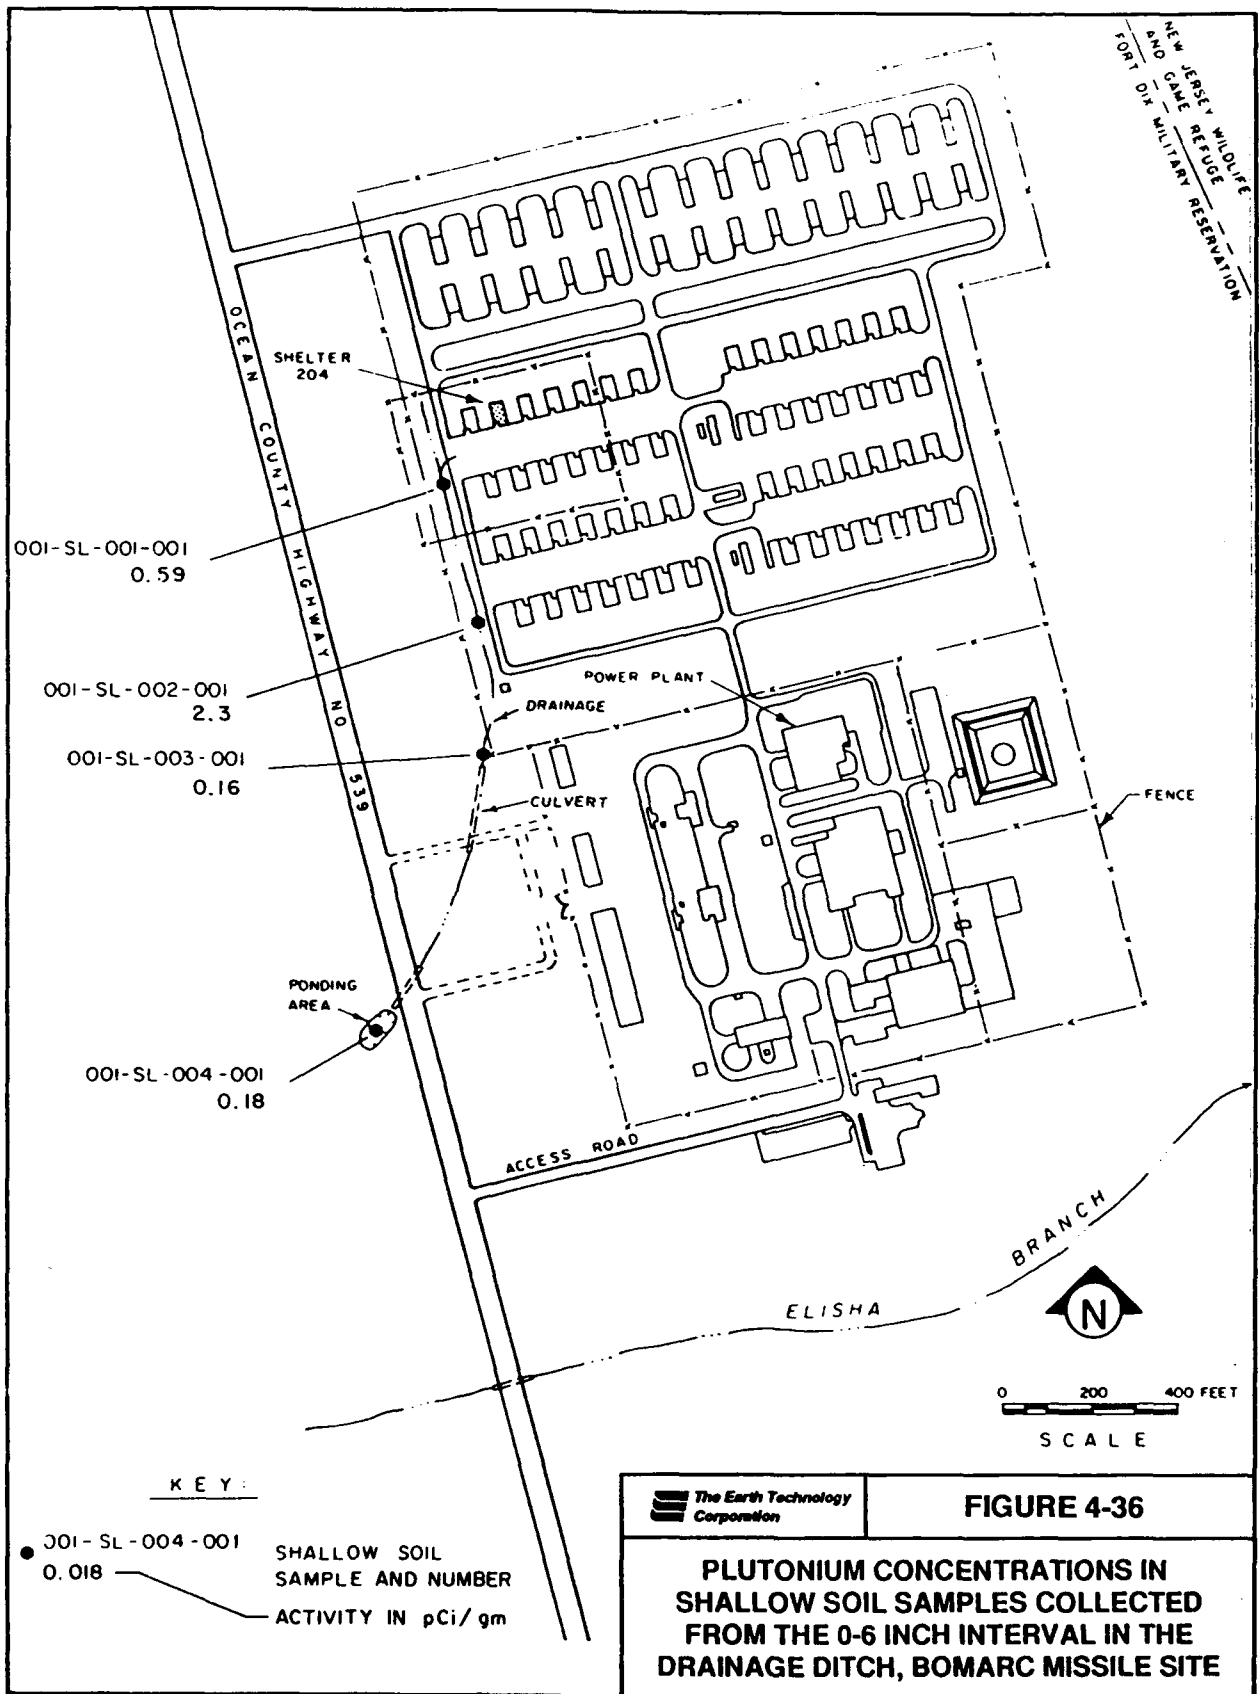 NEW JERSEY WILDLIFE
AND GAME REFUGE
FORT DIX MILITARY RESERVATION
OCEAN COUNTY HIGHWAY NO 539
SHELTER
204
001-SL-001-001
0.59
001-SL-002-001
2.3
POWER PLANT
DRAINAGE
001-SL-003-001
0.16
CULVERT
FENCE
PONDING
AREA
001-SL-004-001
0.18
ACCESS ROAD
ELISHA BRANCH
N
0 200 400 FEET
SCALE
KEY:
001-SL-004-001
0.018
SHALLOW SOIL
SAMPLE AND NUMBER
ACTIVITY IN pCi/gm
The Earth Technology
Corporation
FIGURE 4-36
PLUTONIUM CONCENTRATIONS IN
SHALLOW SOIL SAMPLES COLLECTED
FROM THE 0-6 INCH INTERVAL IN THE
DRAINAGE DITCH, BOMARC MISSILE SITE